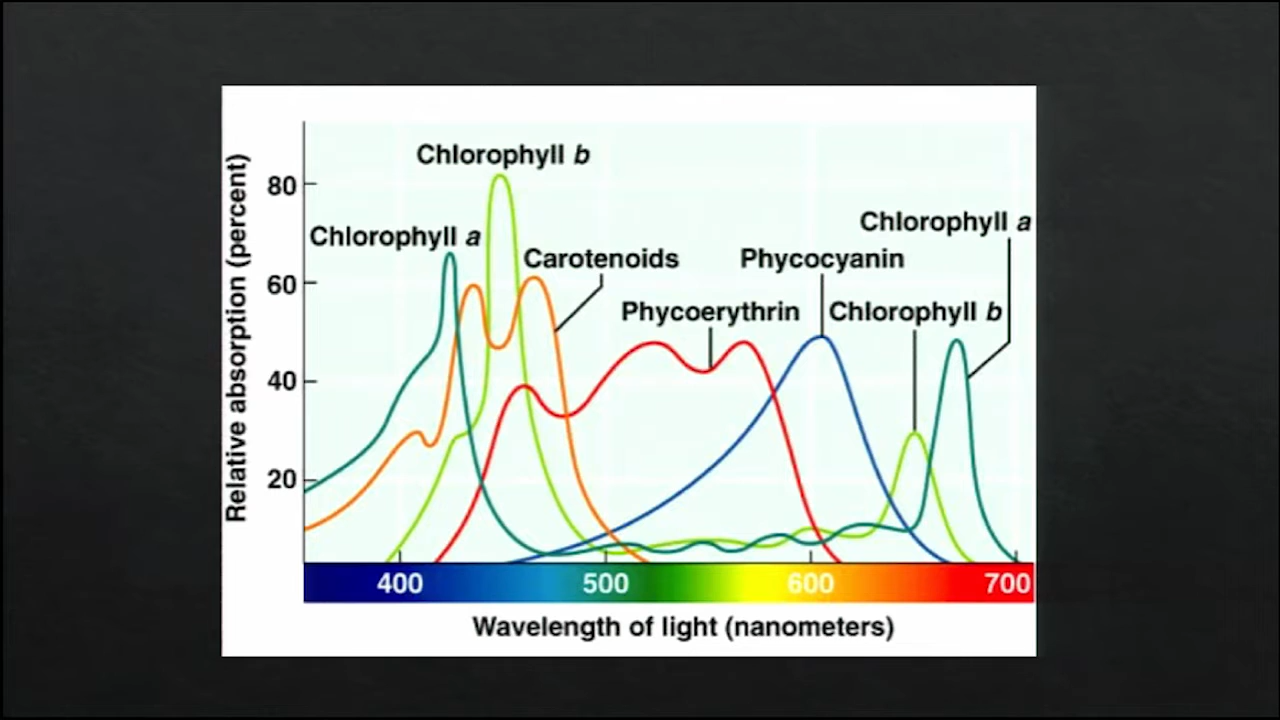 Chlorophyll b
Chlorophyll a
Carotenoids
Phycoerythrin
Phycocyanin
Chlorophyll b
Chlorophyll a
Relative absorption (percent)
80
60
40
20
400 500 600 700
Wavelength of light (nanometers)